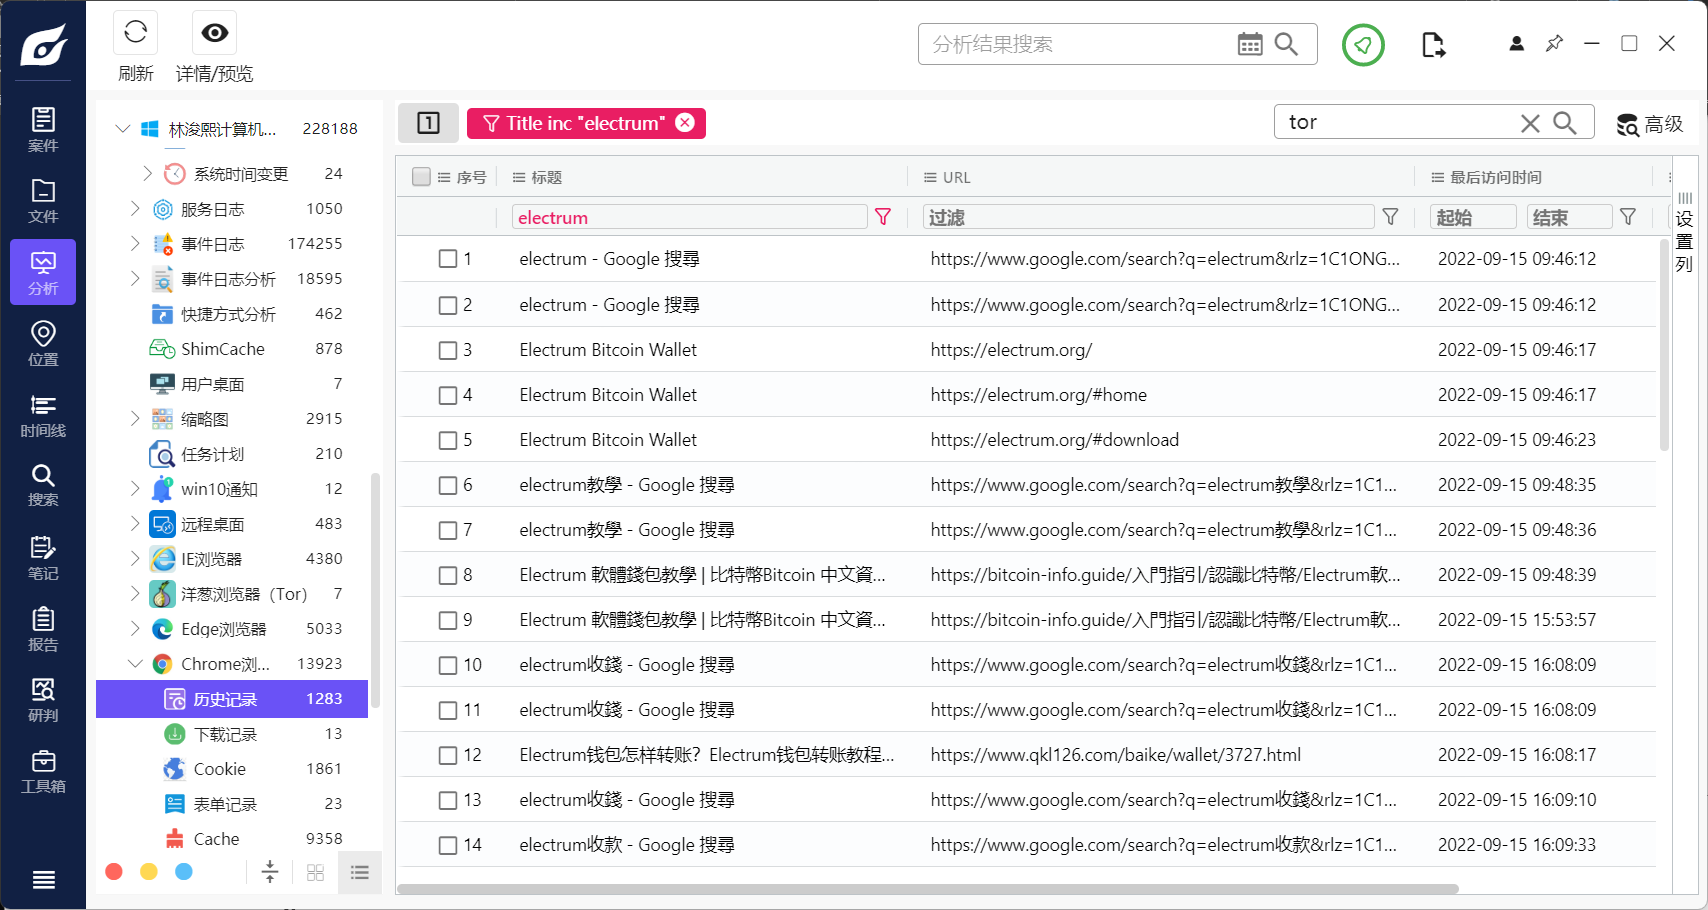 刷新
详情/预览
分析结果搜索
案件
文件
分析
位置
时间线
搜索
笔记
报告
研判
工具箱
林浚熙计算机... 228188
系统时间变更 24
服务日志 1050
事件日志 174255
事件日志分析 18595
快捷方式分析 462
ShimCache 878
用户桌面 7
缩略图 2915
任务计划 210
win10通知 12
远程桌面 483
IE浏览器 4380
洋葱浏览器（Tor） 7
Edge浏览器 5033
Chrome浏... 13923
历史记录 1283
下载记录 13
Cookie 1861
表单记录 23
Cache 9358
1 Title inc "electrum" tor 高级
序号 标题 URL 最后访问时间
electrum 过滤 起始 结束
1 electrum - Google 搜尋 https://www.google.com/search?q=electrum&rlz=1C1ONG... 2022-09-15 09:46:12
2 electrum - Google 搜尋 https://www.google.com/search?q=electrum&rlz=1C1ONG... 2022-09-15 09:46:12
3 Electrum Bitcoin Wallet https://electrum.org/ 2022-09-15 09:46:17
4 Electrum Bitcoin Wallet https://electrum.org/#home 2022-09-15 09:46:17
5 Electrum Bitcoin Wallet https://electrum.org/#download 2022-09-15 09:46:23
6 electrum教學 - Google 搜尋 https://www.google.com/search?q=electrum教學&rlz=1C1... 2022-09-15 09:48:35
7 electrum教學 - Google 搜尋 https://www.google.com/search?q=electrum教學&rlz=1C1... 2022-09-15 09:48:36
8 Electrum 軟體錢包教學 | 比特幣Bitcoin 中文資... https://bitcoin-info.guide/入門指引/認識比特幣/Electrum軟... 2022-09-15 09:48:39
9 Electrum 軟體錢包教學 | 比特幣Bitcoin 中文資... https://bitcoin-info.guide/入門指引/認識比特幣/Electrum軟... 2022-09-15 15:53:57
10 electrum收錢 - Google 搜尋 https://www.google.com/search?q=electrum收錢&rlz=1C1... 2022-09-15 16:08:09
11 electrum收錢 - Google 搜尋 https://www.google.com/search?q=electrum收錢&rlz=1C1... 2022-09-15 16:08:09
12 Electrum钱包怎样转账？Electrum钱包转账教程... https://www.qkl126.com/baike/wallet/3727.html 2022-09-15 16:08:17
13 electrum收錢 - Google 搜尋 https://www.google.com/search?q=electrum收錢&rlz=1C1... 2022-09-15 16:09:10
14 electrum收款 - Google 搜尋 https://www.google.com/search?q=electrum收款&rlz=1C1... 2022-09-15 16:09:33
设置列